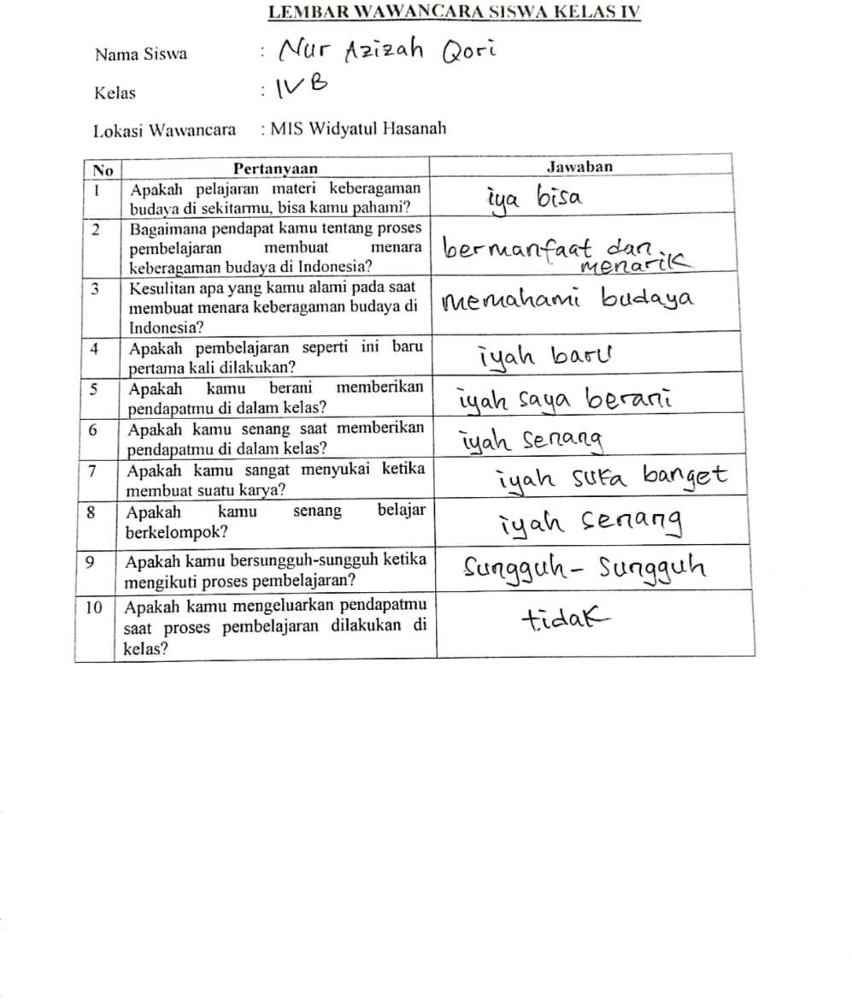 LEMBAR WAWANCARA SISWA KELAS IV
Nama Siswa : Nur Azizah Qori
Kelas : IV B
Lokasi Wawancara : MIS Widyatul Hasanah
No Pertanyaan Jawaban
1 Apakah pelajaran materi keberagaman
budaya di sekitarmu, bisa kamu pahami?
iya bisa
2 Bagaimana pendapat kamu tentang proses
pembelajaran membuat menara
keberagaman budaya di Indonesia?
bermanfaat dan
menarik
3 Kesulitan apa yang kamu alami pada saat
membuat menara keberagaman budaya di
Indonesia?
memahami budaya
4 Apakah pembelajaran seperti ini baru
pertama kali dilakukan?
iyah baru
5 Apakah kamu berani memberikan
pendapatmu di dalam kelas?
iyah saya berani
6 Apakah kamu senang saat memberikan
pendapatmu di dalam kelas?
iyah senang
7 Apakah kamu sangat menyukai ketika
membuat suatu karya?
iyah suka banget
8 Apakah kamu senang belajar
berkelompok?
iyah senang
9 Apakah kamu bersungguh-sungguh ketika
mengikuti proses pembelajaran?
sungguh - sungguh
10 Apakah kamu mengeluarkan pendapatmu
saat proses pembelajaran dilakukan di
kelas?
tidak